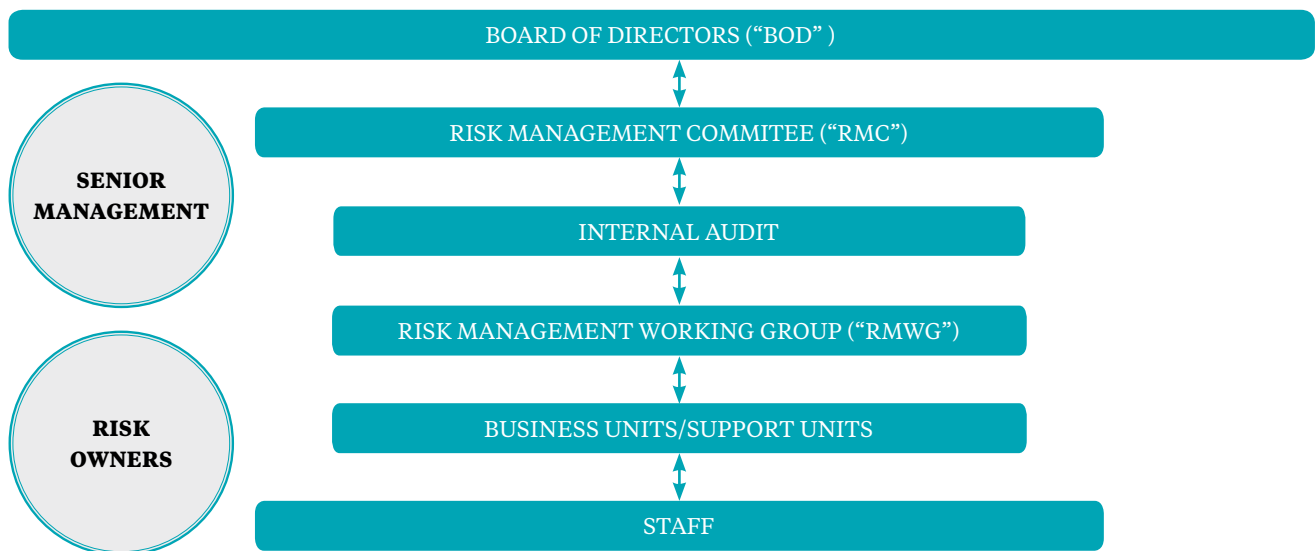 BOARD OF DIRECTORS (“BOD” )
RISK MANAGEMENT COMMITEE (“RMC”)
SENIOR
MANAGEMENT
INTERNAL AUDIT
RISK MANAGEMENT WORKING GROUP (“RMWG”)
RISK
OWNERS
BUSINESS UNITS/SUPPORT UNITS
STAFF